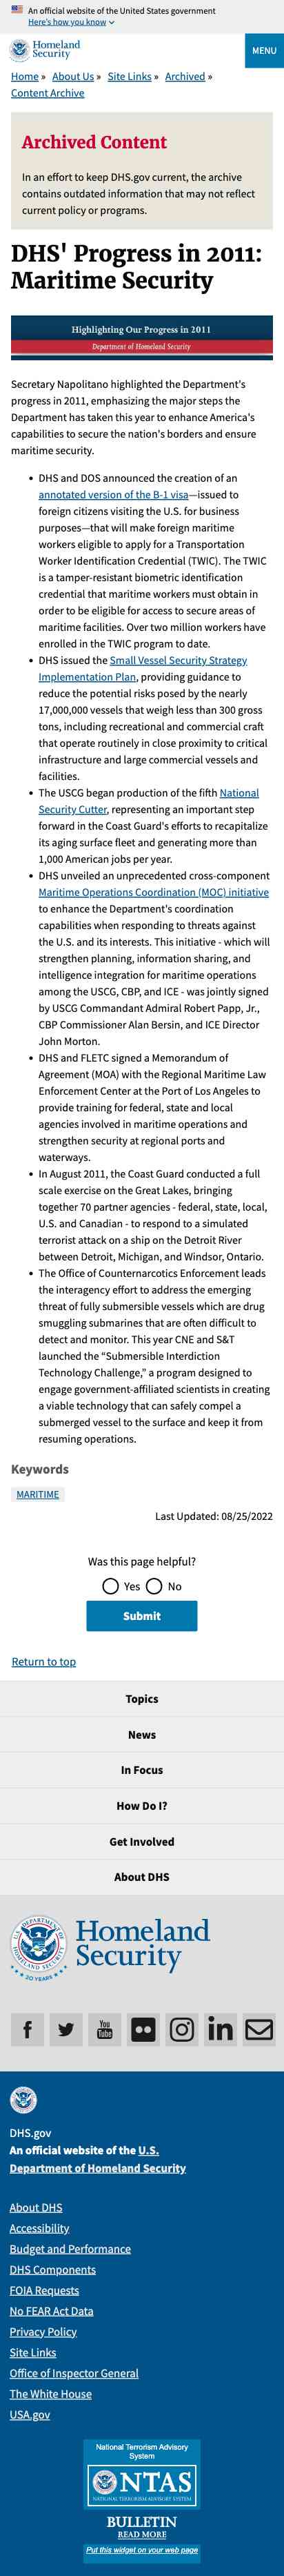 An official website of the United States government
Here's how you know
Homeland
Security
MENU
Home » About Us » Site Links » Archived »
Content Archive
Archived Content
In an effort to keep DHS.gov current, the archive
contains outdated information that may not reflect
current policy or programs.
DHS' Progress in 2011:
Maritime Security
Highlighting Our Progress in 2011
Department of Homeland Security
Secretary Napolitano highlighted the Department's
progress in 2011, emphasizing the major steps the
Department has taken this year to enhance America's
capabilities to secure the nation's borders and ensure
maritime security.
• DHS and DOS announced the creation of an
annotated version of the B-1 visa—issued to
foreign citizens visiting the U.S. for business
purposes—that will make foreign maritime
workers eligible to apply for a Transportation
Worker Identification Credential (TWIC). The TWIC
is a tamper-resistant biometric identification
credential that maritime workers must obtain in
order to be eligible for access to secure areas of
maritime facilities. Over two million workers have
enrolled in the TWIC program to date.
• DHS issued the Small Vessel Security Strategy
Implementation Plan, providing guidance to
reduce the potential risks posed by the nearly
17,000,000 vessels that weigh less than 300 gross
tons, including recreational and commercial craft
that operate routinely in close proximity to critical
infrastructure and large commercial vessels and
facilities.
• The USCG began production of the fifth National
Security Cutter, representing an important step
forward in the Coast Guard's efforts to recapitalize
its aging surface fleet and generating more than
1,000 American jobs per year.
• DHS unveiled an unprecedented cross-component
Maritime Operations Coordination (MOC) initiative
to enhance the Department's coordination
capabilities when responding to threats against
the U.S. and its interests. This initiative - which will
strengthen planning, information sharing, and
intelligence integration for maritime operations
among the USCG, CBP, and ICE - was jointly signed
by USCG Commandant Admiral Robert Papp, Jr.,
CBP Commissioner Alan Bersin, and ICE Director
John Morton.
• DHS and FLETC signed a Memorandum of
Agreement (MOA) with the Regional Maritime Law
Enforcement Center at the Port of Los Angeles to
provide training for federal, state and local
agencies involved in maritime operations and
strengthen security at regional ports and
waterways.
• In August 2011, the Coast Guard conducted a full
scale exercise on the Great Lakes, bringing
together 70 partner agencies - federal, state, local,
U.S. and Canadian - to respond to a simulated
terrorist attack on a ship on the Detroit River
between Detroit, Michigan, and Windsor, Ontario.
• The Office of Counternarcotics Enforcement leads
the interagency effort to address the emerging
threat of fully submersible vessels which are drug
smuggling submarines that are often difficult to
detect and monitor. This year CNE and S&T
launched the “Submersible Interdiction
Technology Challenge,” a program designed to
engage government-affiliated scientists in creating
a viable technology that can safely compel a
submerged vessel to the surface and keep it from
resuming operations.
Keywords
MARITIME
Last Updated: 08/25/2022
Was this page helpful?
Yes No
Submit
Return to top
Topics
News
In Focus
How Do I?
Get Involved
About DHS
U.S. DEPARTMENT OF HOMELAND SECURITY
20 YEARS
Homeland
Security
You
Tube
DHS.gov
An official website of the U.S.
Department of Homeland Security
About DHS
Accessibility
Budget and Performance
DHS Components
FOIA Requests
No FEAR Act Data
Privacy Policy
Site Links
Office of Inspector General
The White House
USA.gov
National Terrorism Advisory
System
NTAS
NATIONAL TERRORISM ADVISORY SYSTEM
BULLETIN
READ MORE
Put this widget on your web page